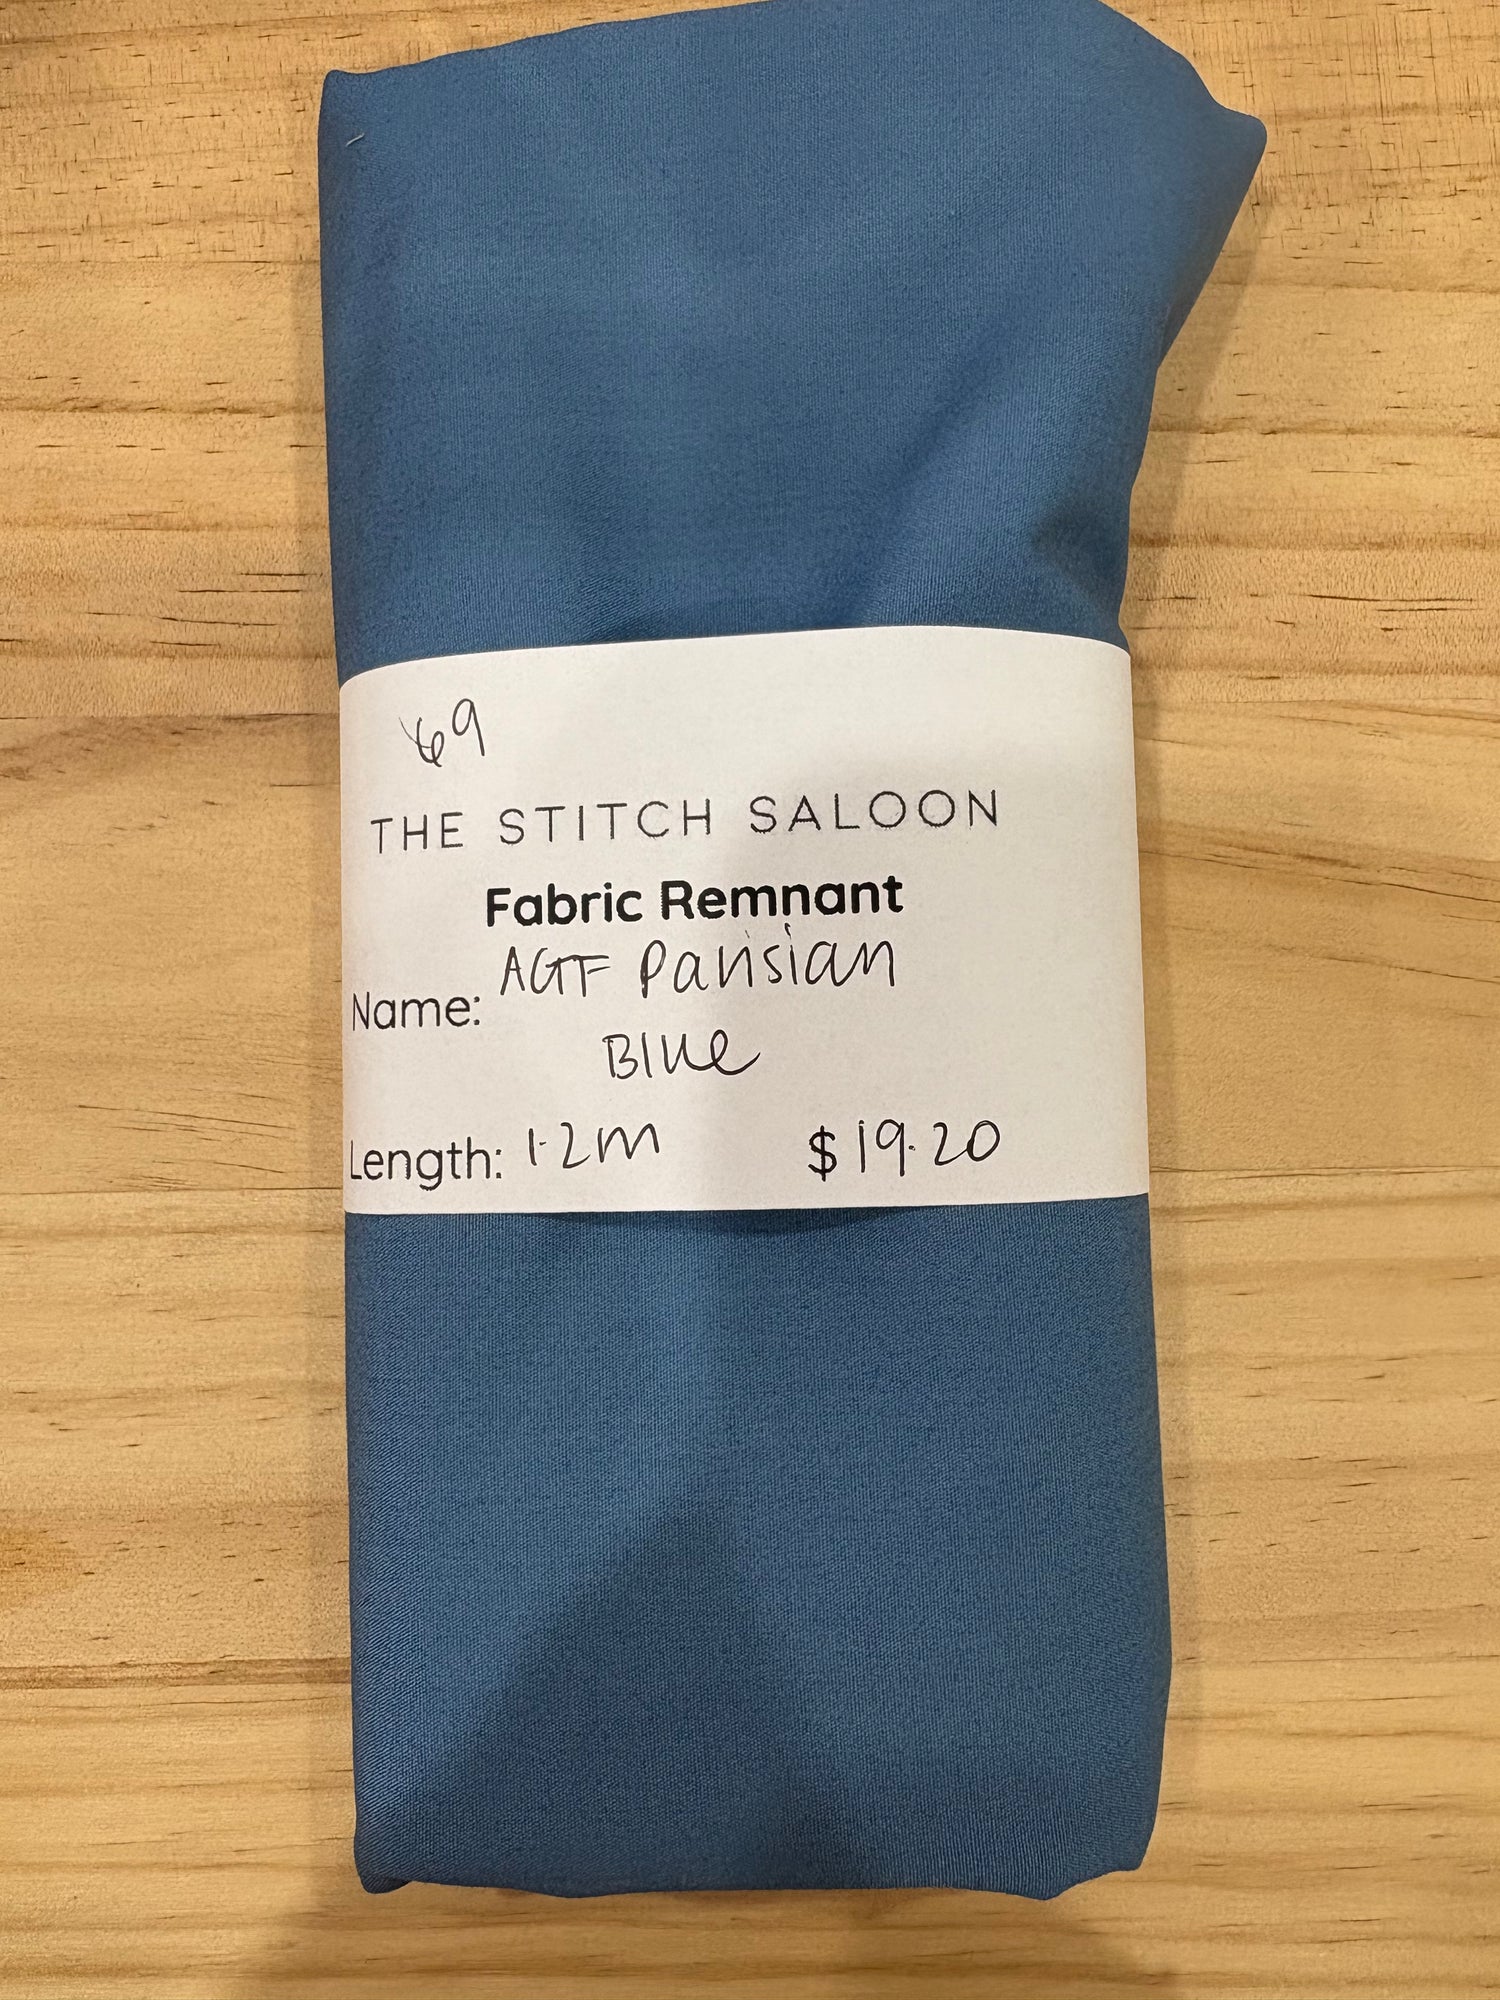 69
THE STITCH SALOON
Fabric Remnant
Name: AGF Parisian
Blue
Length: 1.2m $19.20